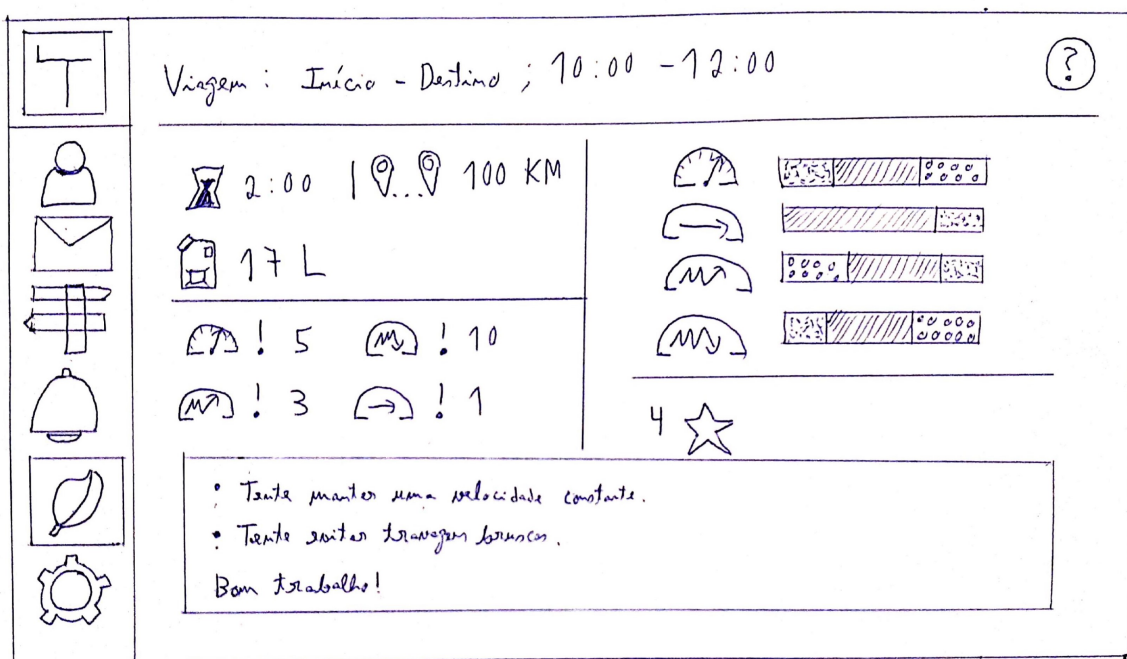 T
Viagem : Início - Destino ; 10:00 - 12:00
?
2:00 | 100 KM
17 L
! 5 ! 10
! 3 ! 1
4
• Tente manter uma velocidade constante.
• Tente evitar travagens bruscas.
Bom trabalho!